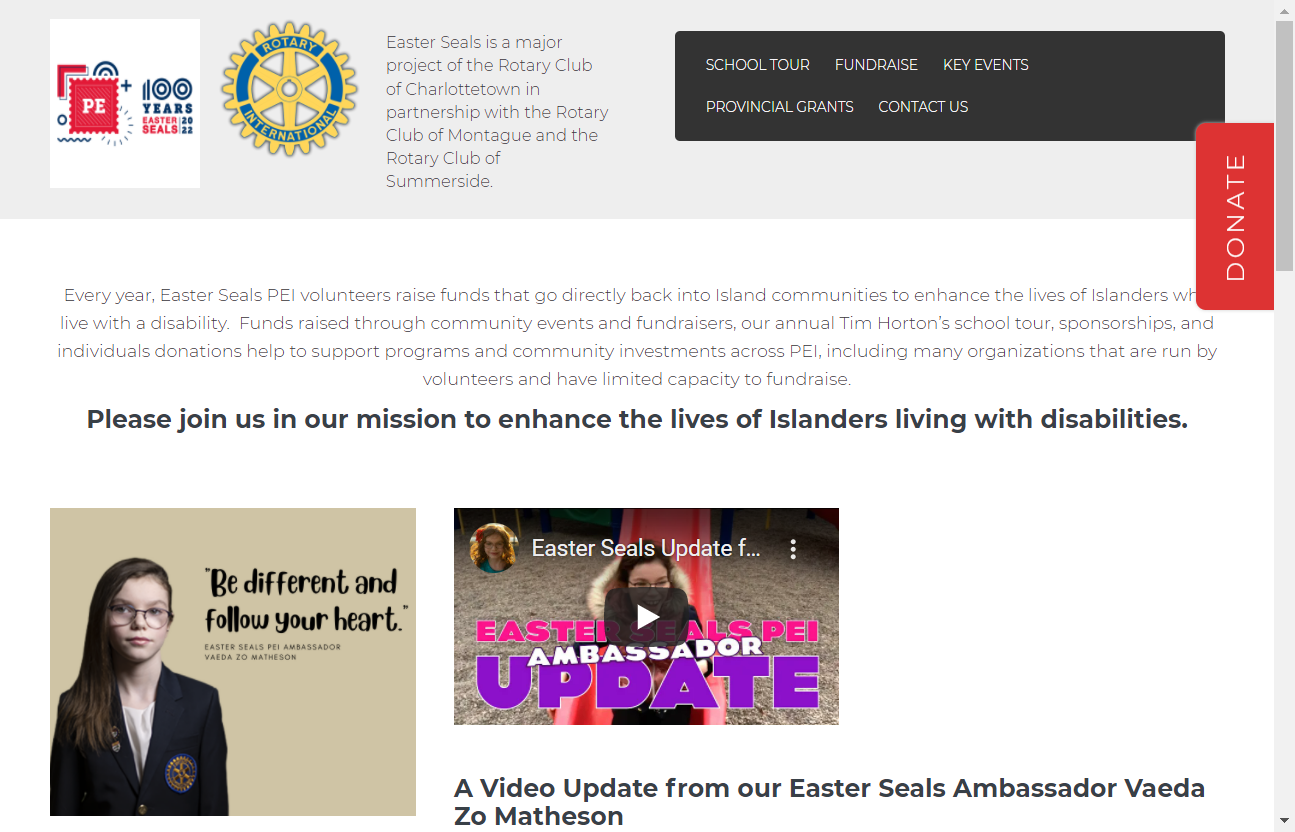 PE
100
YEARS
EASTER 20
SEALS 22
ROTARY
INTERNATIONAL
Easter Seals is a major
project of the Rotary Club
of Charlottetown in
partnership with the Rotary
Club of Montague and the
Rotary Club of
Summerside.
SCHOOL TOUR FUNDRAISE KEY EVENTS
PROVINCIAL GRANTS CONTACT US
DONATE
Every year, Easter Seals PEI volunteers raise funds that go directly back into Island communities to enhance the lives of Islanders wh
live with a disability. Funds raised through community events and fundraisers, our annual Tim Horton’s school tour, sponsorships, and
individuals donations help to support programs and community investments across PEI, including many organizations that are run by
volunteers and have limited capacity to fundraise.
Please join us in our mission to enhance the lives of Islanders living with disabilities.
"Be different and
follow your heart."
EASTER SEALS PEI AMBASSADOR
VAEDA ZO MATHESON
Easter Seals Update f...
EASTER SEALS PEI
AMBASSADOR
UPDATE
A Video Update from our Easter Seals Ambassador Vaeda
Zo Matheson